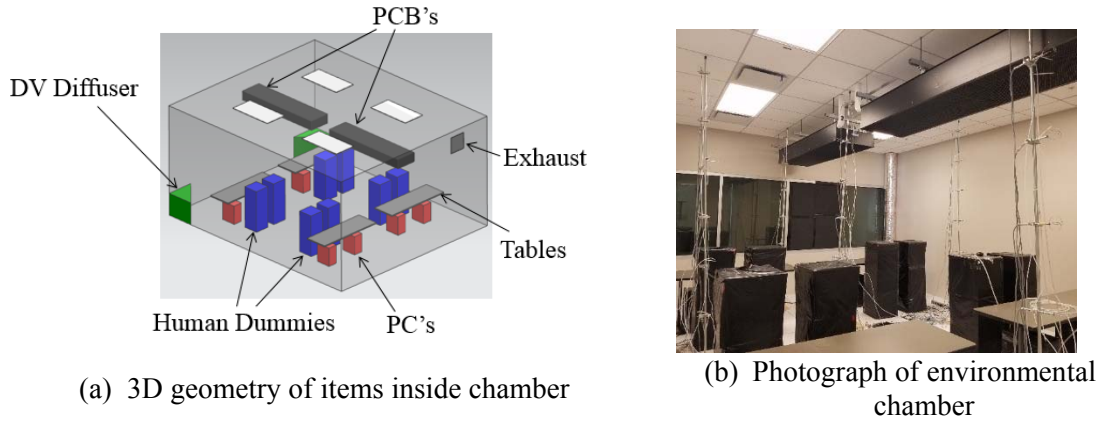 PCB’s
DV Diffuser
Exhaust
Tables
Human Dummies
PC’s
(a) 3D geometry of items inside chamber
(b) Photograph of environmental
chamber